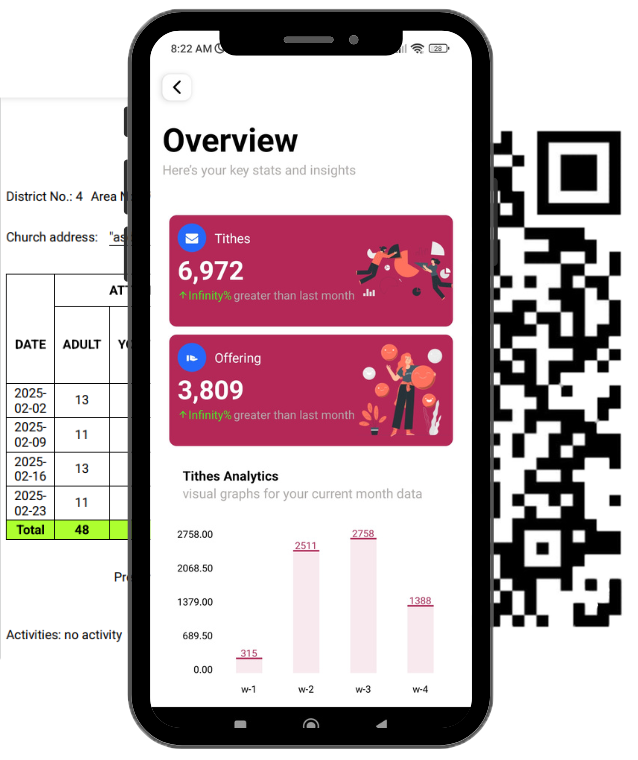 8:22 AM
28
Overview
Here's your key stats and insights
Tithes
6,972
Infinity% greater than last month
Offering
3,809
Infinity% greater than last month
Tithes Analytics
visual graphs for your current month data
2758.00
2068.50
1379.00
689.50
0.00
315
2511
2758
1388
w-1
w-2
w-3
w-4
District No.: 4 Area
Church address: "as
DATE
ADULT
2025-
02-02
13
2025-
02-09
11
2025-
02-16
13
2025-
02-23
11
Total
48
Activities: no activity